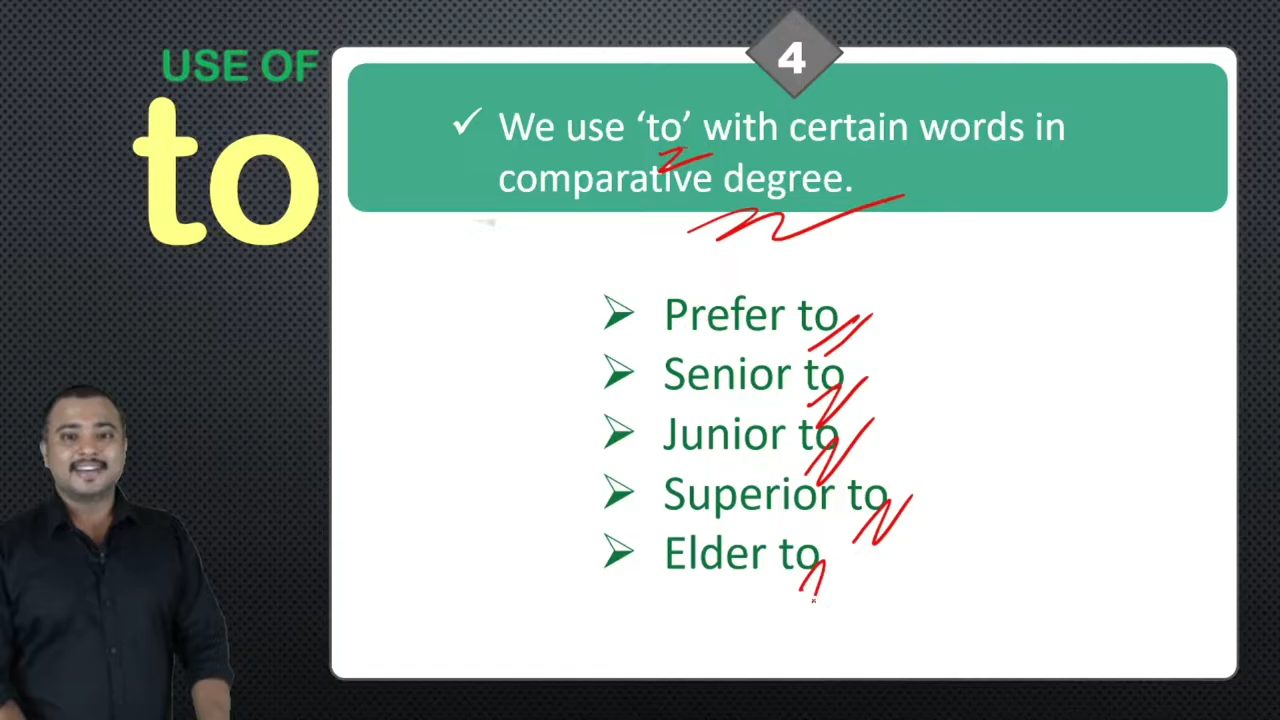 USE OF
to
4
✓ We use ‘to’ with certain words in
comparative degree.
➢ Prefer to
➢ Senior to
➢ Junior to
➢ Superior to
➢ Elder to